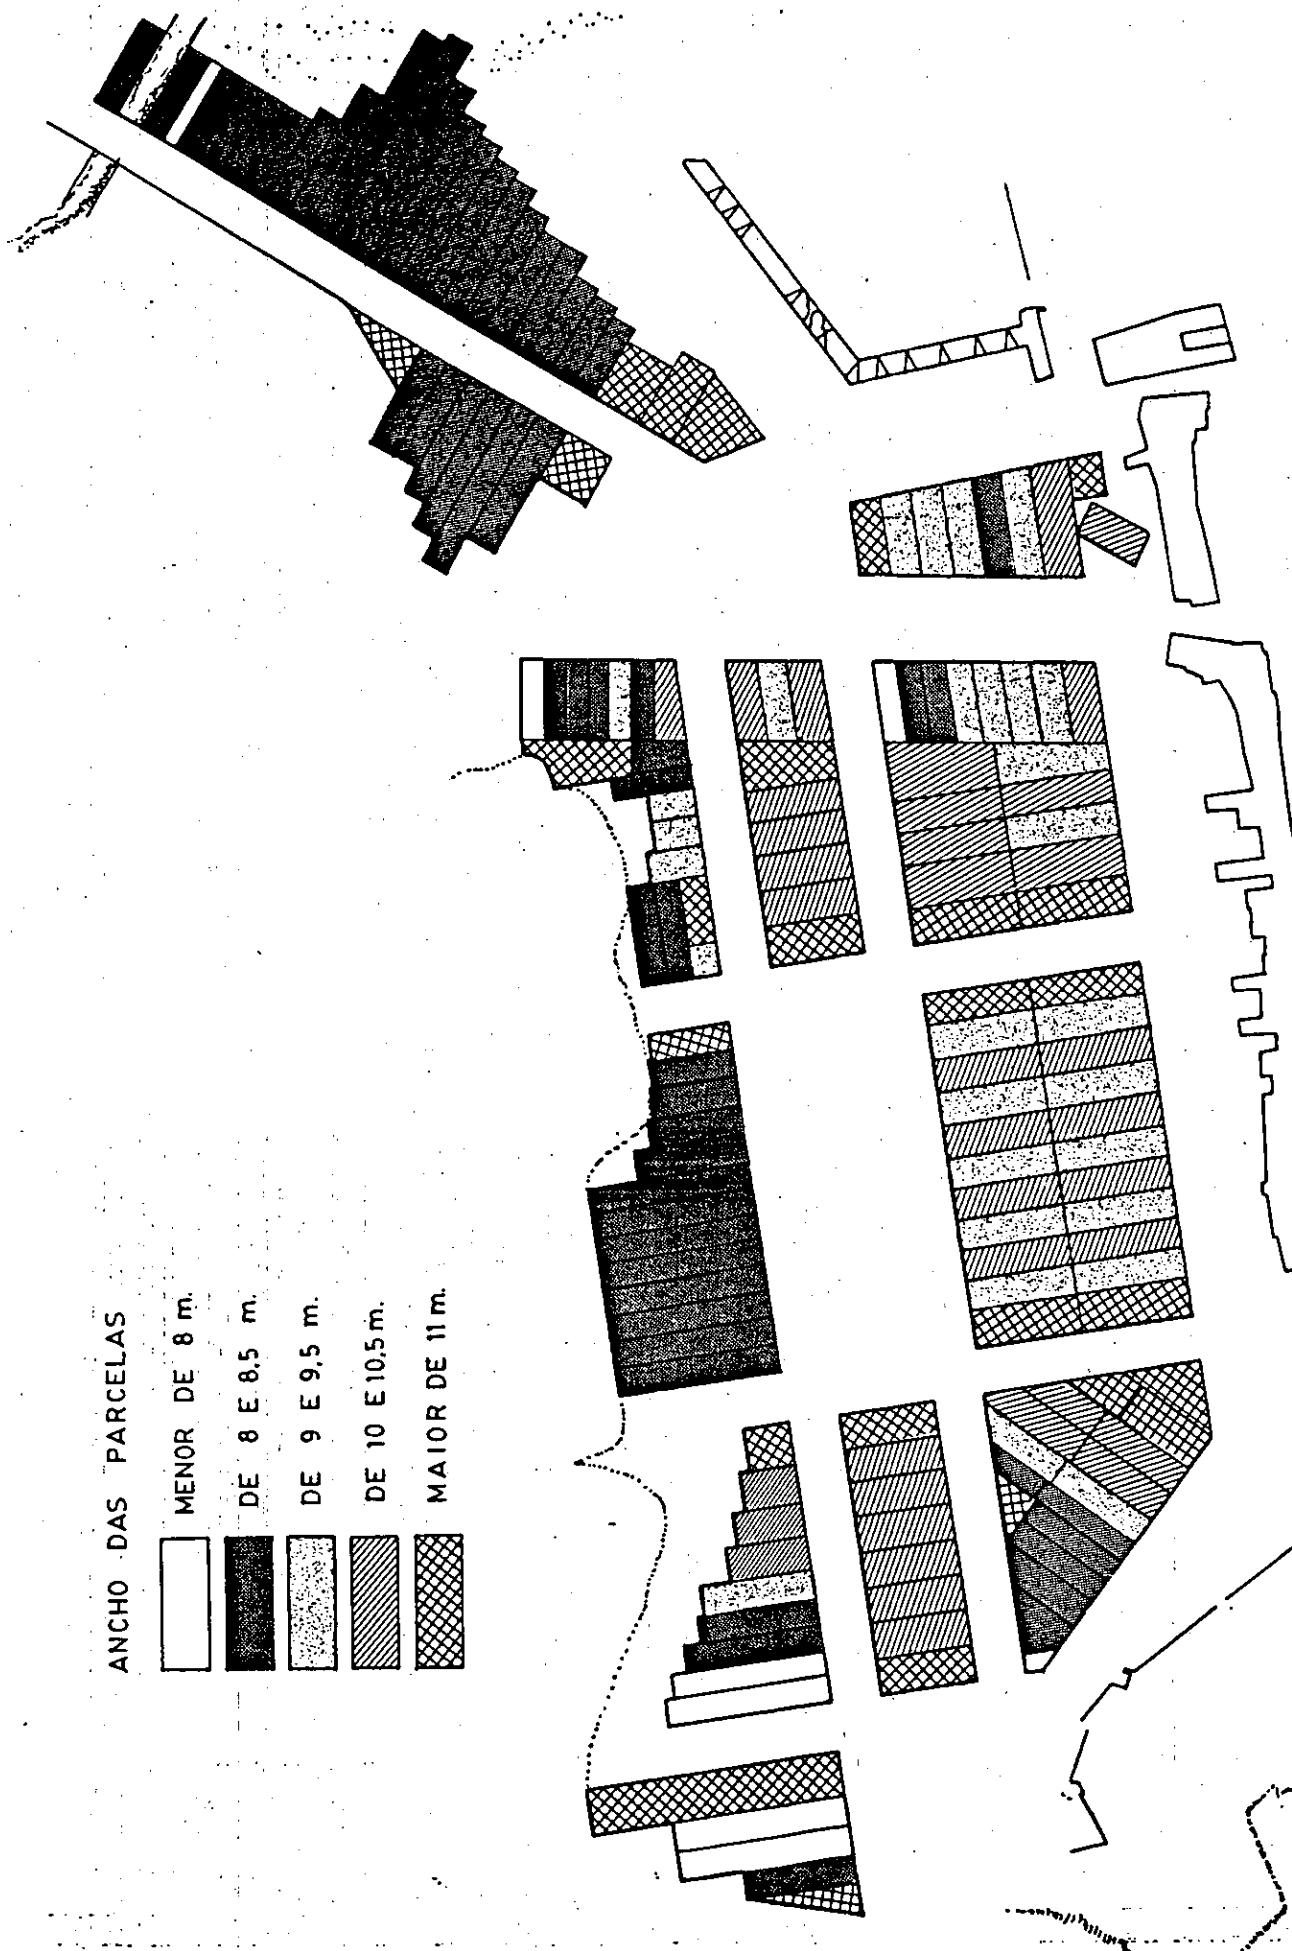 ANCHO DAS PARCELAS
MENOR DE 8 m.
DE 8 E 8,5 m.
DE 9 E 9,5 m.
DE 10 E 10,5 m.
MAIOR DE 11 m.